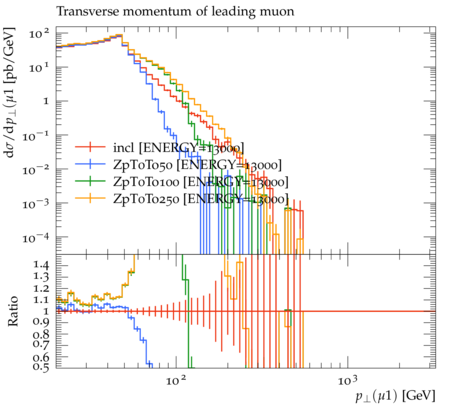 Transverse momentum of leading muon
dσ/dp⊥(μ1) [pb/GeV]
10²
10¹
1
10⁻¹
10⁻²
10⁻³
10⁻⁴
incl [ENERGY=13000]
ZpToTo50 [ENERGY=13000]
ZpToTo100 [ENERGY=13000]
ZpToTo250 [ENERGY=13000]
Ratio
1.4
1.3
1.2
1.1
1
0.9
0.8
0.7
0.6
0.5
10² 10³
p⊥(μ1) [GeV]